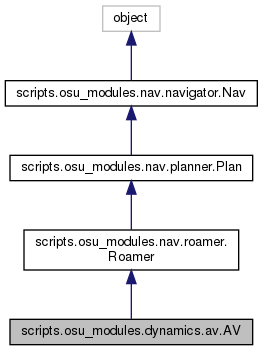 object
scripts.osu_modules.nav.navigator.Nav
scripts.osu_modules.nav.planner.Plan
scripts.osu_modules.nav.roamer.
Roamer
scripts.osu_modules.dynamics.av.AV